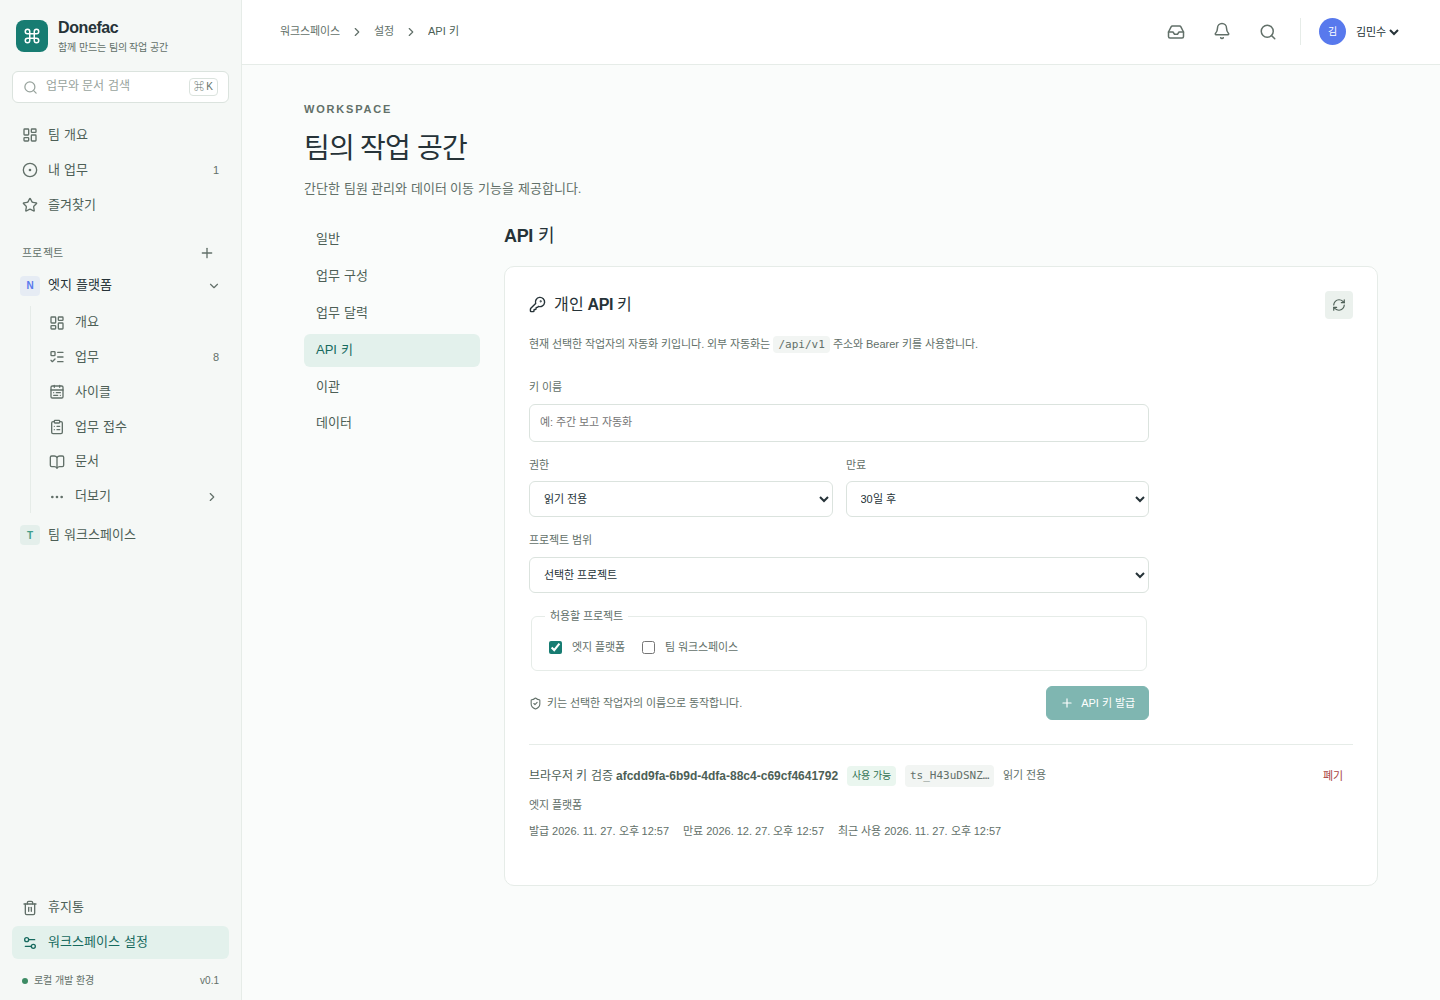 Donefac
함께 만드는 팀의 작업 공간
업무와 문서 검색 ⌘K
팀 개요
내 업무 1
즐겨찾기
프로젝트
N 엣지 플랫폼
개요
업무 8
사이클
업무 접수
문서
더보기
T 팀 워크스페이스
휴지통
워크스페이스 설정
로컬 개발 환경 v0.1
워크스페이스 설정 API 키
김 김민수
WORKSPACE
팀의 작업 공간
간단한 팀원 관리와 데이터 이동 기능을 제공합니다.
일반
업무 구성
업무 달력
API 키
이관
데이터
API 키
개인 API 키
현재 선택한 작업자의 자동화 키입니다. 외부 자동화는 /api/v1 주소와 Bearer 키를 사용합니다.
키 이름
예: 주간 보고 자동화
권한 만료
읽기 전용 30일 후
프로젝트 범위
선택한 프로젝트
허용할 프로젝트
엣지 플랫폼 팀 워크스페이스
키는 선택한 작업자의 이름으로 동작합니다. API 키 발급
브라우저 키 검증 afcdd9fa-6b9d-4dfa-88c4-c69cf4641792 사용 가능 ts_H43uDSNZ… 읽기 전용 폐기
엣지 플랫폼
발급 2026. 11. 27. 오후 12:57 만료 2026. 12. 27. 오후 12:57 최근 사용 2026. 11. 27. 오후 12:57